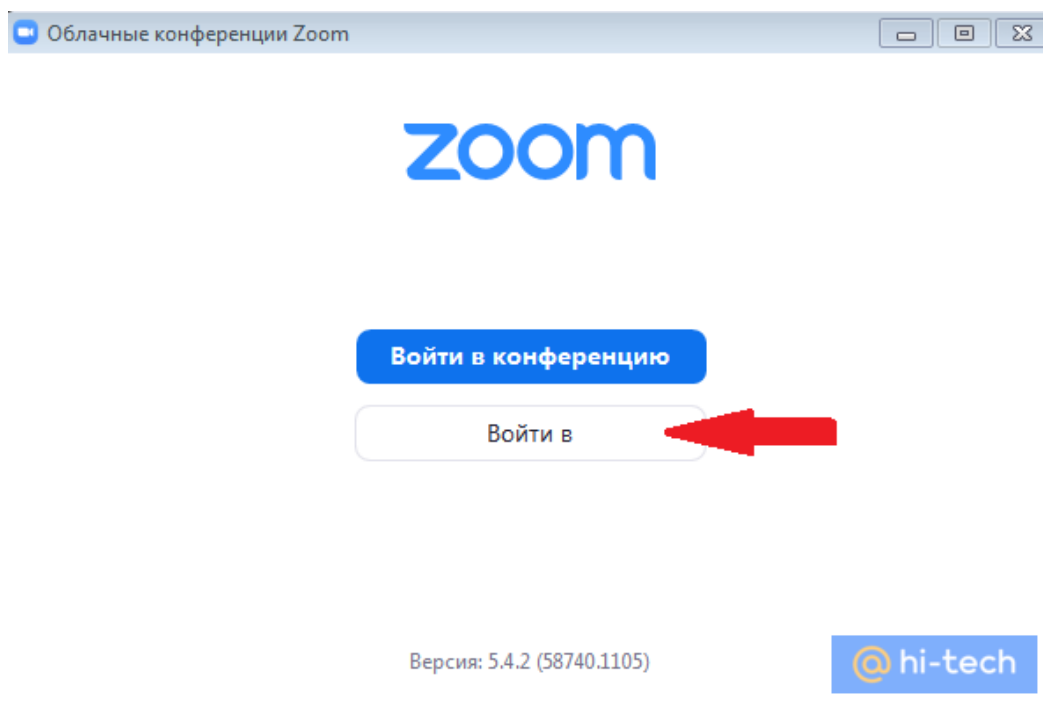 Облачные конференции Zoom
zoom
Войти в конференцию
Войти в
Версия: 5.4.2 (58740.1105)
@ hi-tech